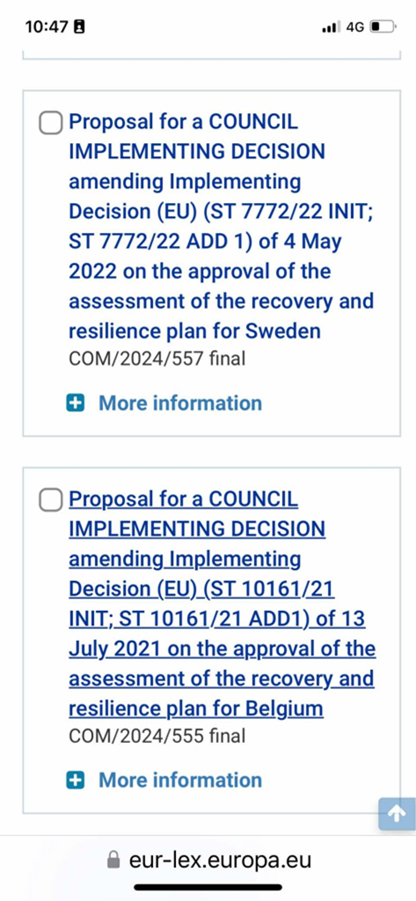 10:47
4G
Proposal for a COUNCIL
IMPLEMENTING DECISION
amending Implementing
Decision (EU) (ST 7772/22 INIT;
ST 7772/22 ADD 1) of 4 May
2022 on the approval of the
assessment of the recovery and
resilience plan for Sweden
COM/2024/557 final
More information
Proposal for a COUNCIL
IMPLEMENTING DECISION
amending Implementing
Decision (EU) (ST 10161/21
INIT; ST 10161/21 ADD1) of 13
July 2021 on the approval of the
assessment of the recovery and
resilience plan for Belgium
COM/2024/555 final
More information
eur-lex.europa.eu